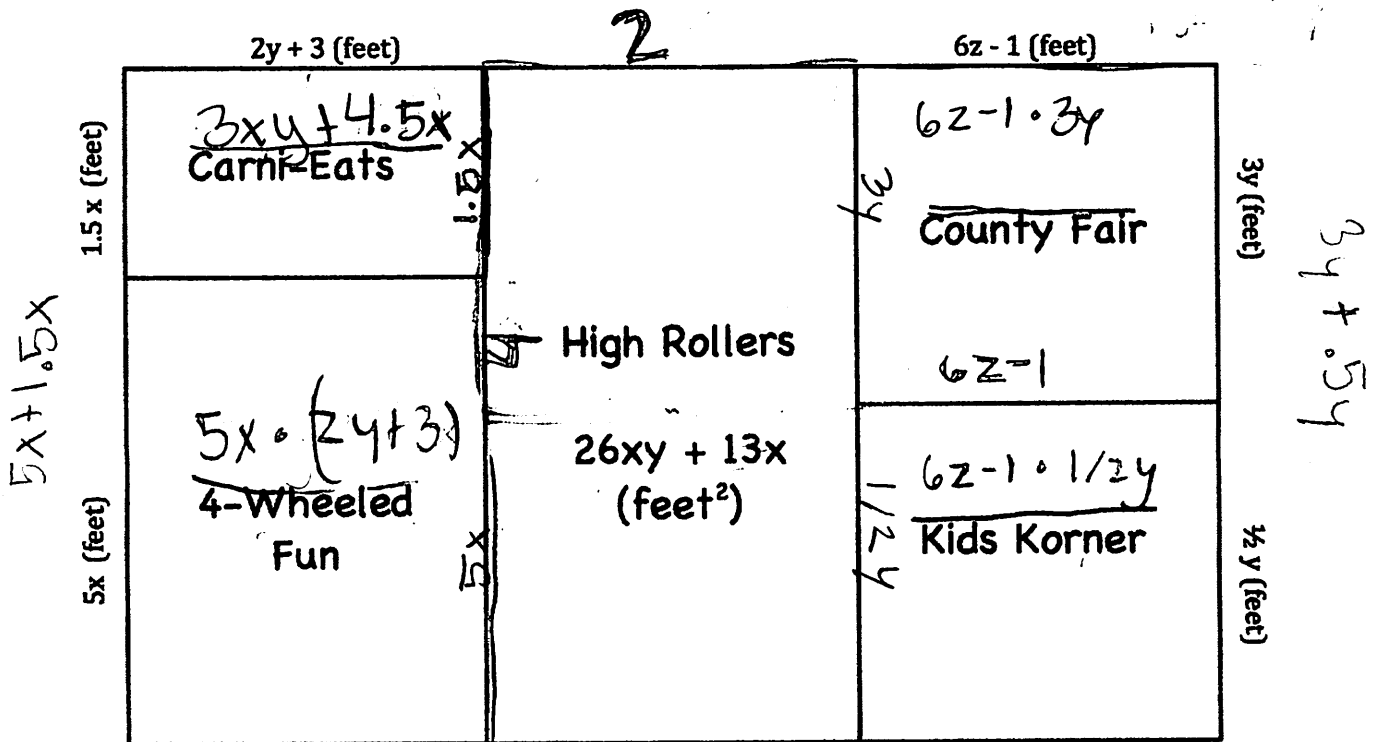 2y + 3 (feet)
2
6z - 1 (feet)
1.5 x (feet)
3xy + 4.5x
Carni-Eats
1.5x
6z-1 · 3y
3y
County Fair
3y (feet)
3y + .5y
5x+1.5x
High Rollers
6z-1
5x · (2y+3)
4-Wheeled
Fun
5x (feet)
5x
26xy + 13x
(feet²)
6z-1 · 1/2y
1/2y
Kids Korner
½ y (feet)